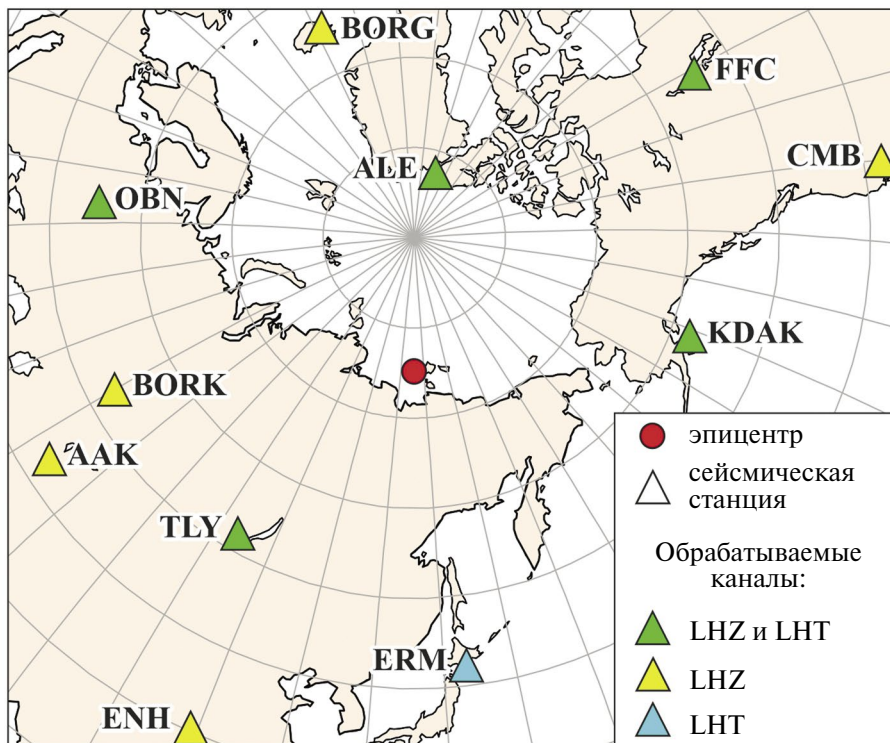 BORG
FFC
CMB
ALE
OBN
KDAK
BORK
AAK
TLY
ERM
ENH
эпицентр
сейсмическая
станция
Обрабатываемые
каналы:
LHZ и LHT
LHZ
LHT